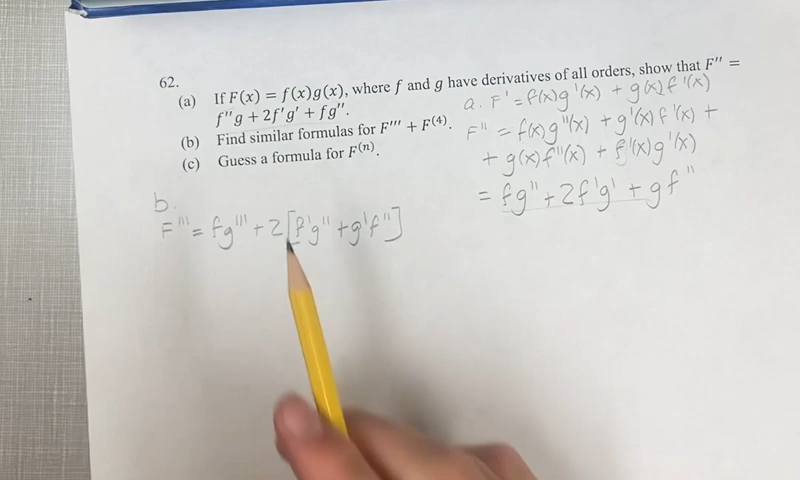 62.
(a) If F(x) = f(x)g(x), where f and g have derivatives of all orders, show that F″ =
f″g + 2f′g′ + fg″.
(b) Find similar formulas for F‴ + F⁽⁴⁾.
(c) Guess a formula for F⁽ⁿ⁾.
a. F' = f(x)g'(x) + g(x)f'(x)
F" = f(x)g"(x) + g'(x)f'(x) +
+ g(x)f"(x) + f'(x)g'(x)
= fg" + 2f'g' + gf"
b.
F''' = fg''' + 2[f'g" + g'f"]